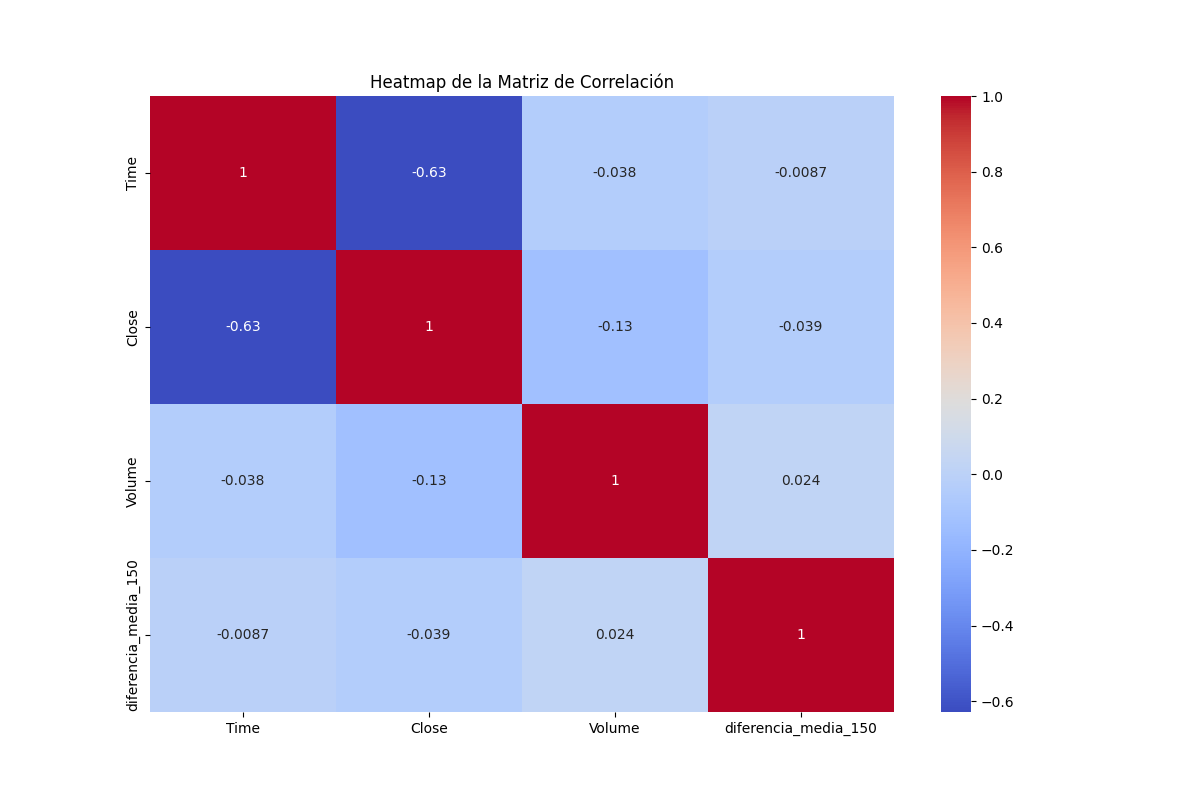 Heatmap de la Matriz de Correlación
Time
1
-0.63
-0.038
-0.0087
Close
-0.63
1
-0.13
-0.039
Volume
-0.038
-0.13
1
0.024
diferencia_media_150
-0.0087
-0.039
0.024
1
Time
Close
Volume
diferencia_media_150
1.0
0.8
0.6
0.4
0.2
0.0
−0.2
−0.4
−0.6